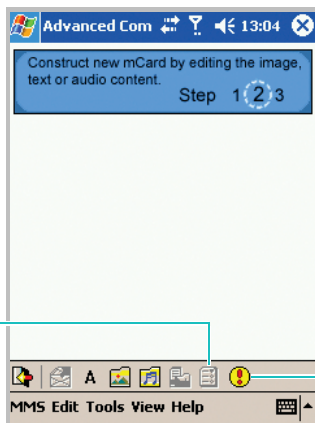 Advanced Com 13:04
Construct new mCard by editing the image,
text or audio content.
Step 1 2 3
A
MMS Edit Tools View Help